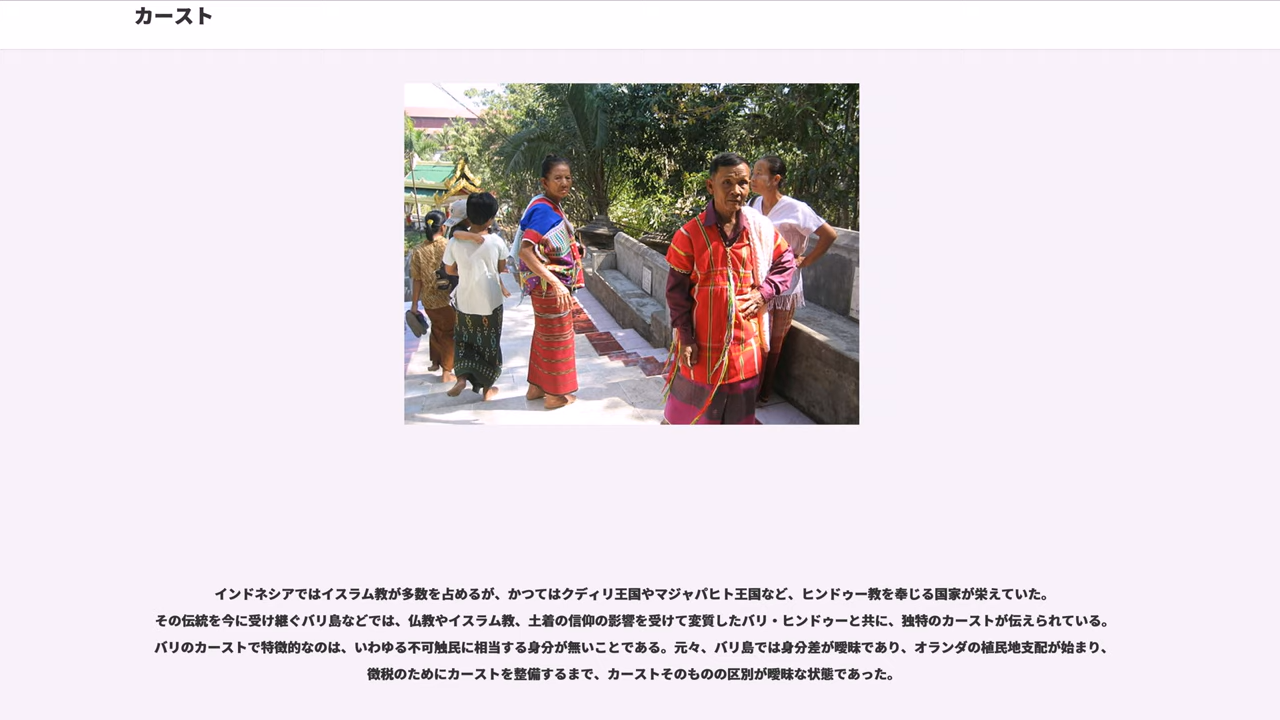 カースト
インドネシアではイスラム教が多数を占めるが、かつてはクディリ王国やマジャパヒト王国など、ヒンドゥー教を奉じる国家が栄えていた。
その伝統を今に受け継ぐバリ島などでは、仏教やイスラム教、土着の信仰の影響を受けて変質したバリ・ヒンドゥーと共に、独特のカーストが伝えられている。
バリのカーストで特徴的なのは、いわゆる不可触民に相当する身分が無いことである。元々、バリ島では身分差が曖昧であり、オランダの植民地支配が始まり、
徴税のためにカーストを整備するまで、カーストそのものの区別が曖昧な状態であった。